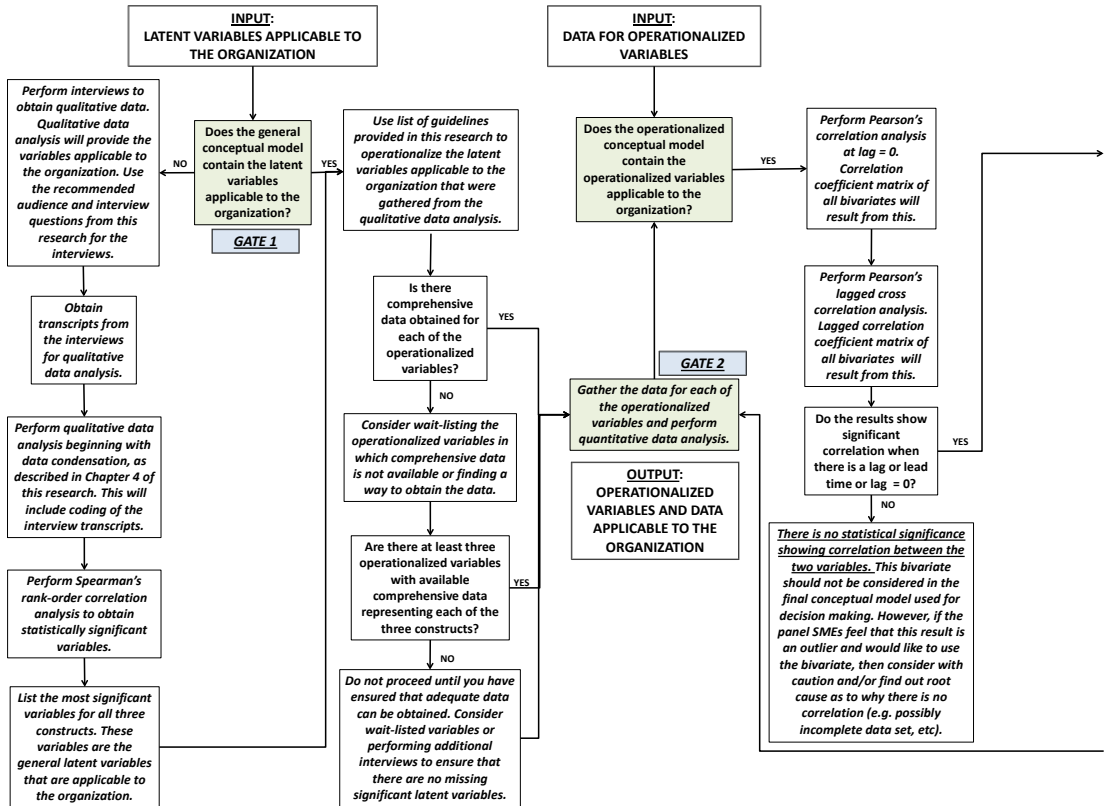 INPUT:
LATENT VARIABLES APPLICABLE TO
THE ORGANIZATION
INPUT:
DATA FOR OPERATIONALIZED
VARIABLES
Perform interviews to
obtain qualitative data.
Qualitative data
analysis will provide the
variables applicable to
the organization. Use
the recommended
audience and interview
questions from this
research for the
interviews.
NO
Does the general
conceptual model
contain the latent
variables
applicable to the
organization?
YES
GATE 1
Use list of guidelines
provided in this research to
operationalize the latent
variables applicable to the
organization that were
gathered from the
qualitative data analysis.
Does the operationalized
conceptual model
contain the
operationalized variables
applicable to the
organization?
YES
Perform Pearson's
correlation analysis
at lag = 0.
Correlation
coefficient matrix of
all bivariates will
result from this.
Obtain
transcripts from
the interviews
for qualitative
data analysis.
Is there
comprehensive
data obtained for
each of the
operationalized
variables?
YES
NO
Perform Pearson's
lagged cross
correlation analysis.
Lagged correlation
coefficient matrix of
all bivariates will
result from this.
GATE 2
Gather the data for each of
the operationalized
variables and perform
quantitative data analysis.
Perform qualitative data
analysis beginning with
data condensation, as
described in Chapter 4 of
this research. This will
include coding of the
interview transcripts.
Consider wait-listing the
operationalized variables in
which comprehensive data
is not available or finding a
way to obtain the data.
Do the results show
significant
correlation when
there is a lag or lead
time or lag = 0?
YES
NO
OUTPUT:
OPERATIONALIZED
VARIABLES AND DATA
APPLICABLE TO THE
ORGANIZATION
Are there at least three
operationalized variables
with available
comprehensive data
representing each of the
three constructs?
YES
NO
There is no statistical significance
showing correlation between the
two variables. This bivariate
should not be considered in the
final conceptual model used for
decision making. However, if the
panel SMEs feel that this result is
an outlier and would like to use
the bivariate, then consider with
caution and/or find out root
cause as to why there is no
correlation (e.g. possibly
incomplete data set, etc).
Perform Spearman's
rank-order correlation
analysis to obtain
statistically significant
variables.
List the most significant
variables for all three
constructs. These
variables are the
general latent variables
that are applicable to
the organization.
Do not proceed until you have
ensured that adequate data
can be obtained. Consider
wait-listed variables or
performing additional
interviews to ensure that
there are no missing
significant latent variables.